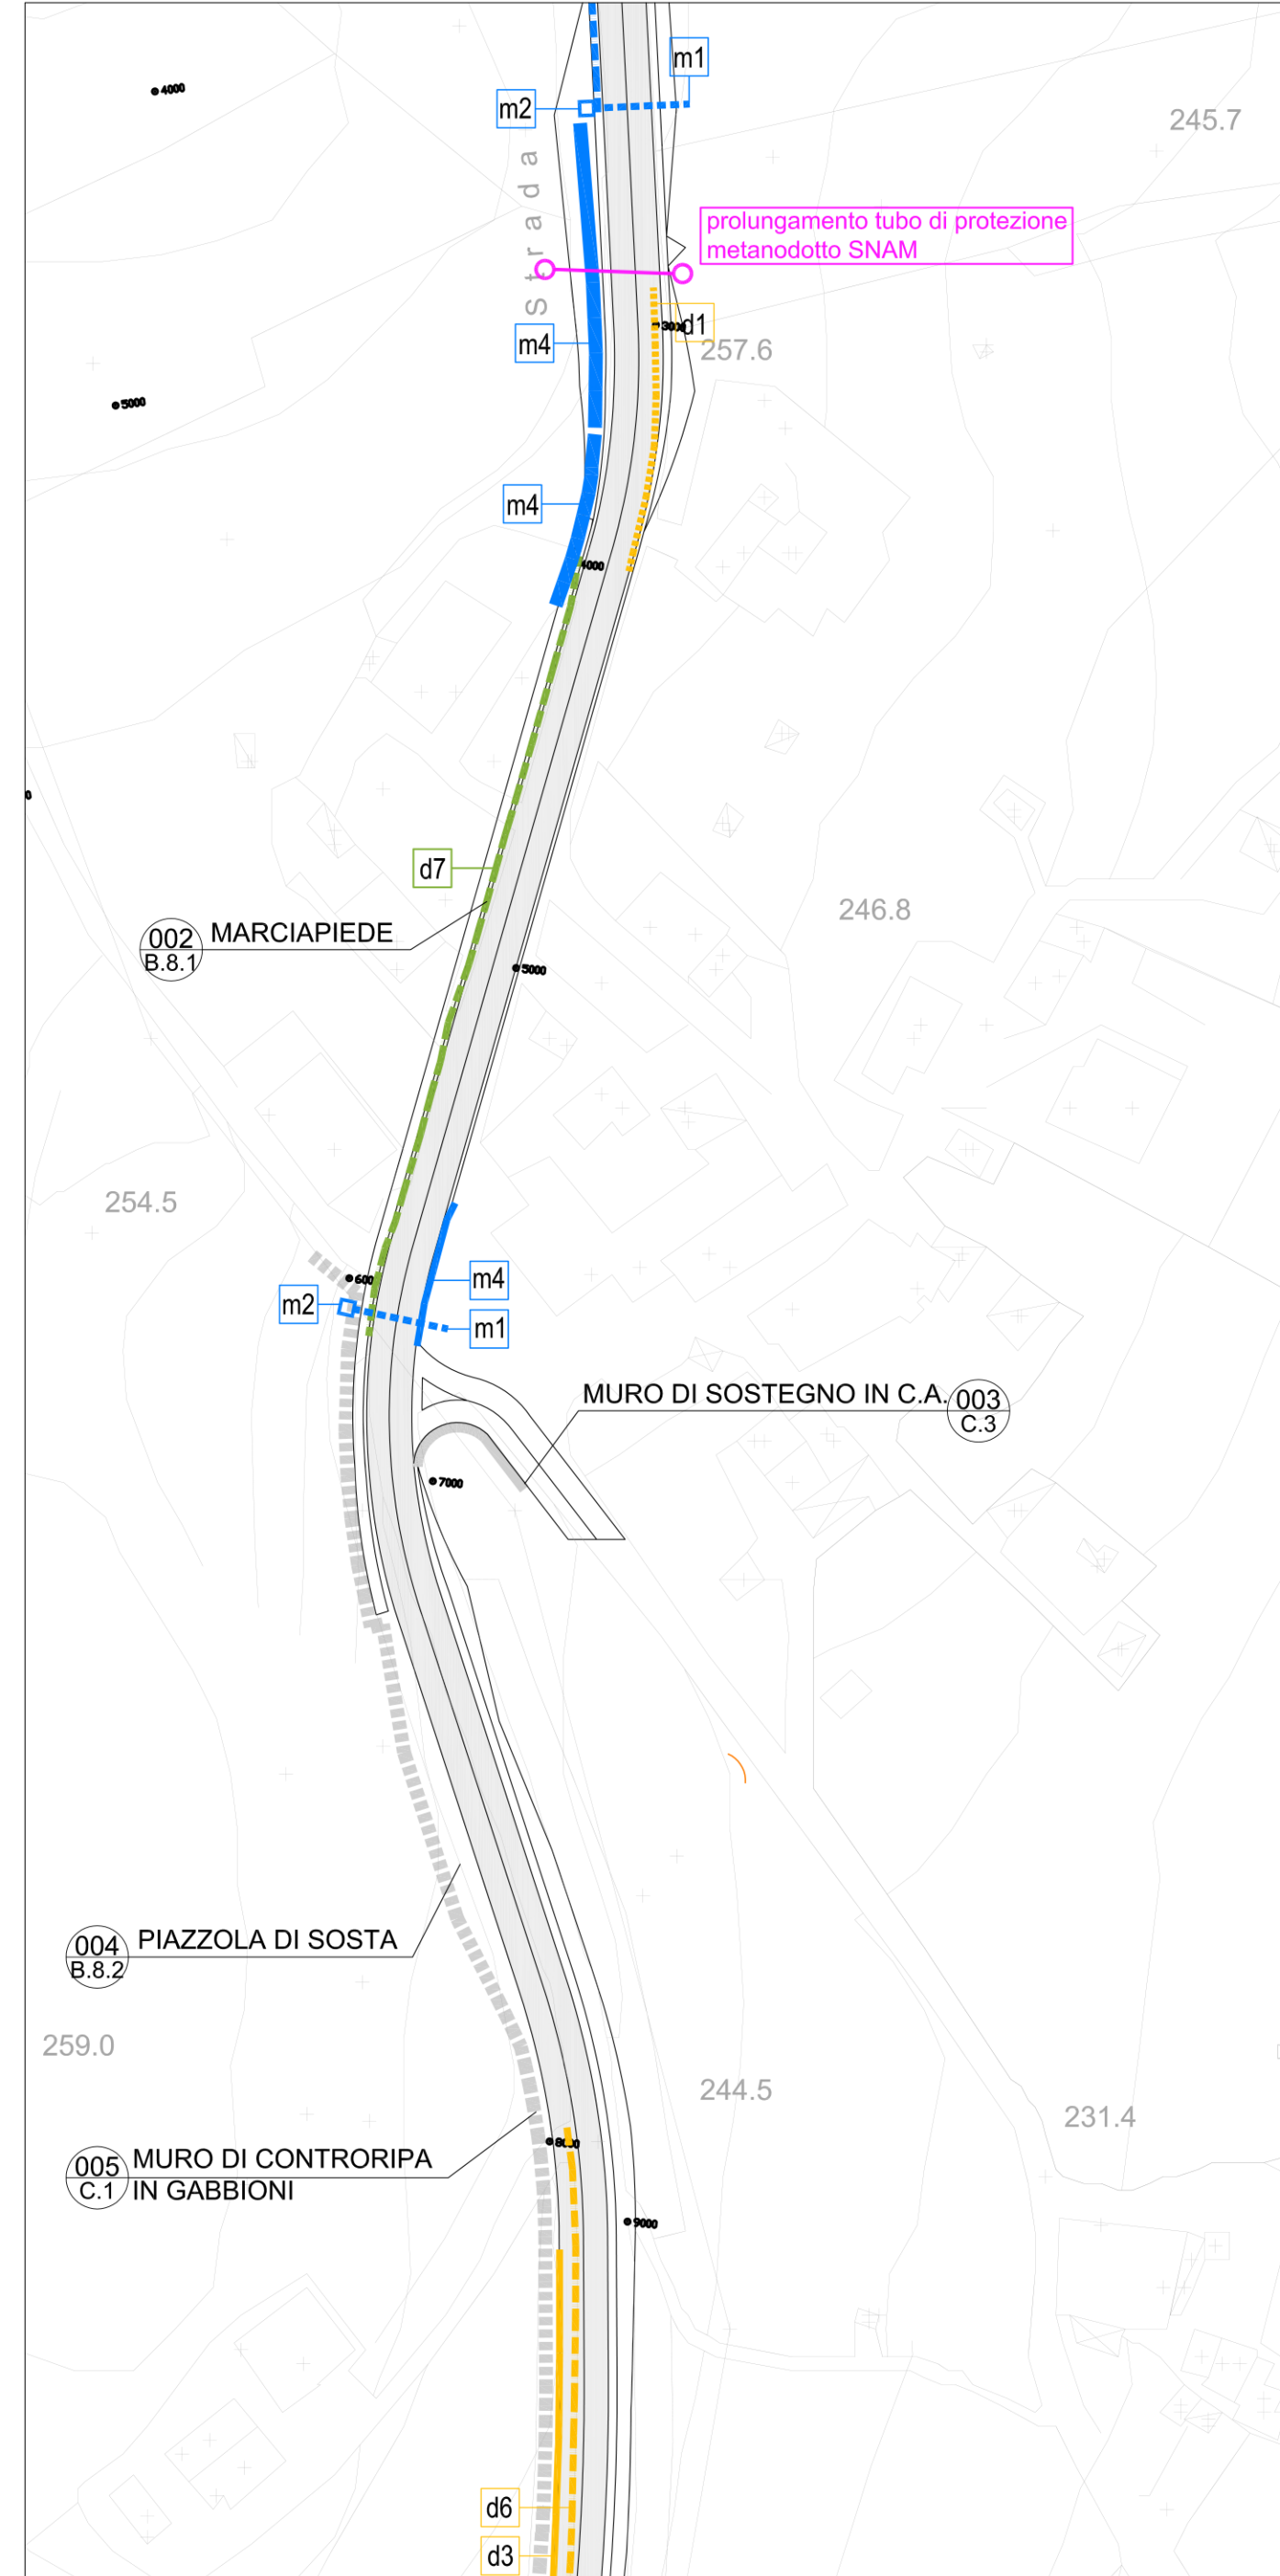 4000
m1
m2
245.7
Strada
prolungamento tubo di protezione
metanodotto SNAM
d1
m4
257.6
5000
m4
4000
d7
246.8
002
B.8.1
MARCIAPIEDE
5000
254.5
m4
m2
m1
MURO DI SOSTEGNO IN C.A.
003
C.3
7000
004
B.8.2
PIAZZOLA DI SOSTA
259.0
244.5
231.4
005
C.1
MURO DI CONTRORIPA
IN GABBIONI
9000
d6
d3